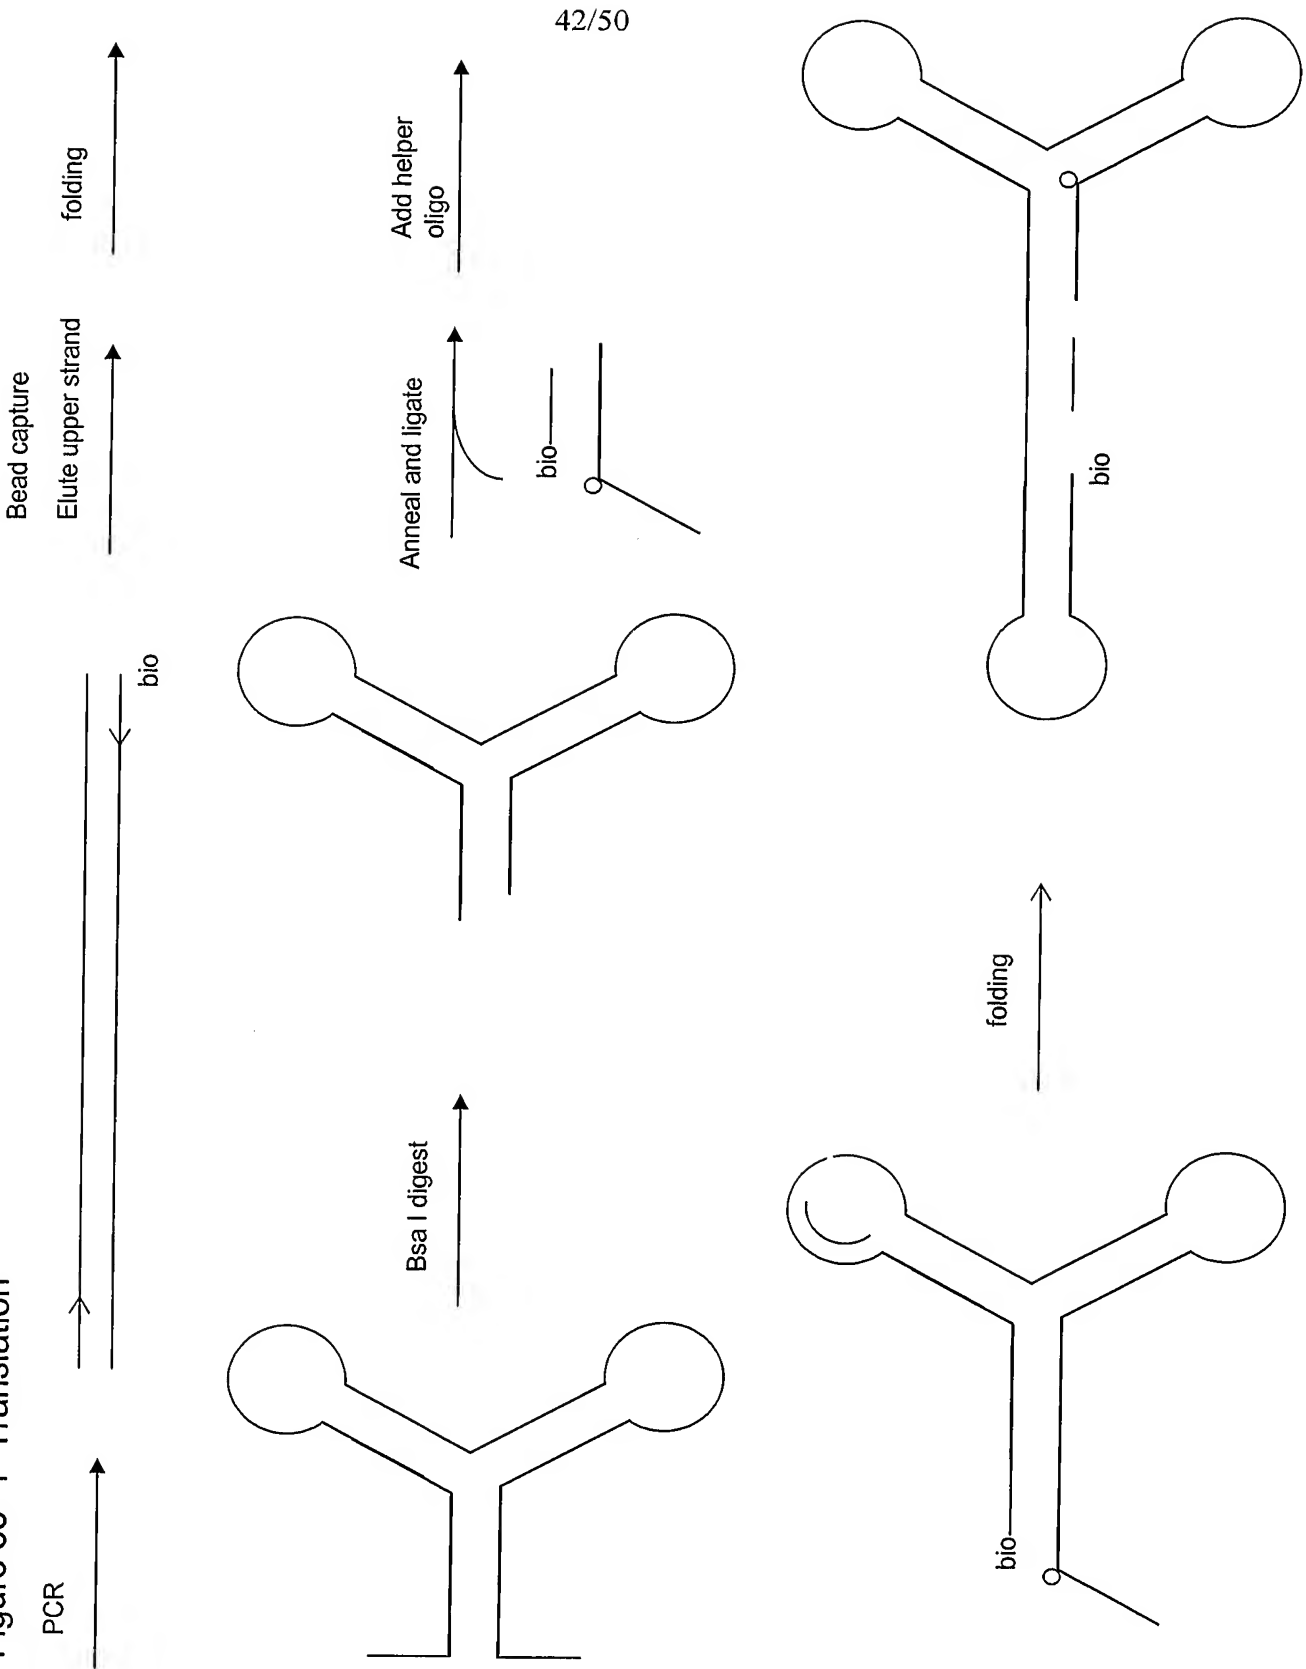 42/50
Figure
Translation
PCR
bio
Bead capture
Elute upper strand
folding
Bsa I digest
Anneal and ligate
bio
Add helper
oligo
bio
folding
bio